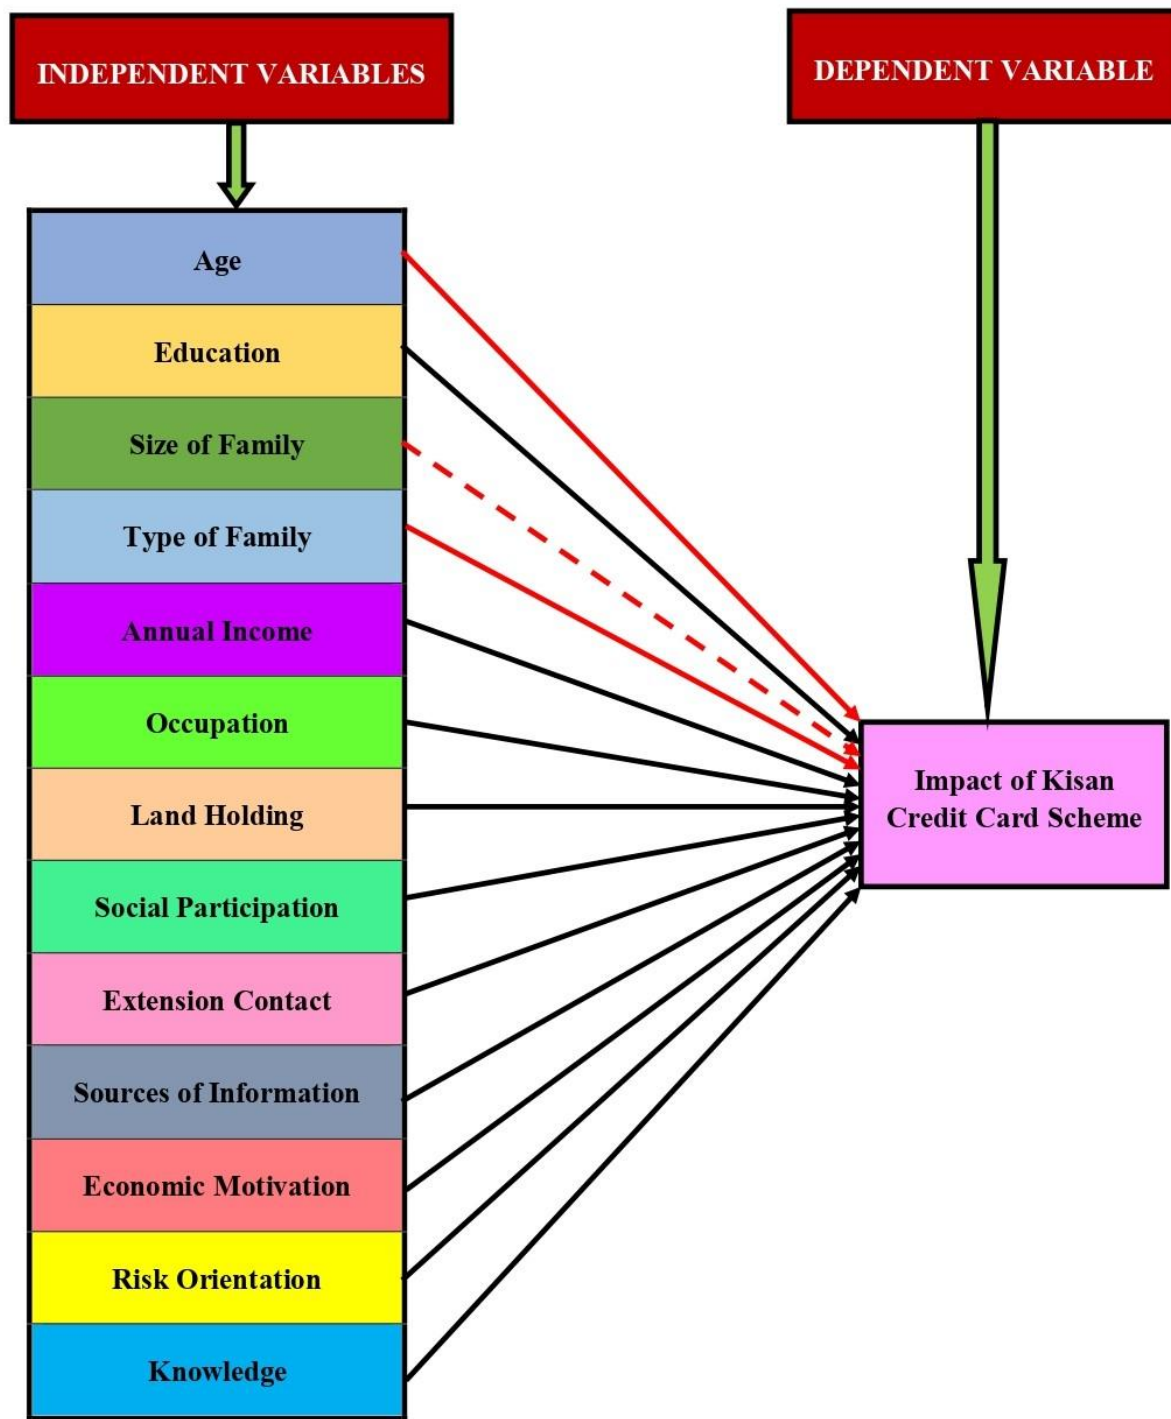 INDEPENDENT VARIABLES
DEPENDENT VARIABLE
Age
Education
Size of Family
Type of Family
Annual Income
Occupation
Land Holding
Social Participation
Extension Contact
Sources of Information
Economic Motivation
Risk Orientation
Knowledge
Impact of Kisan
Credit Card Scheme